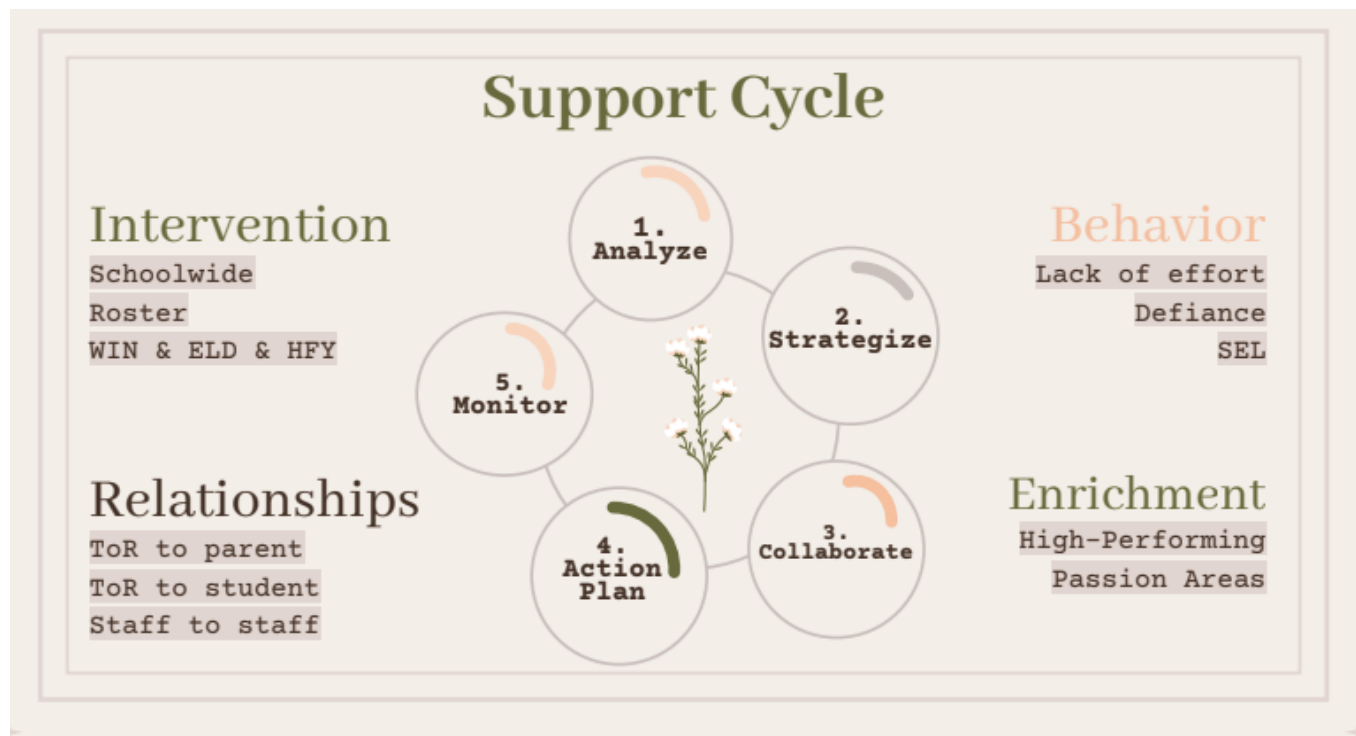 Support Cycle
Intervention
Schoolwide
Roster
WIN & ELD & HFY
Relationships
ToR to parent
ToR to student
Staff to staff
1.
Analyze
2.
Strategize
3.
Collaborate
4.
Action
Plan
5.
Monitor
Behavior
Lack of effort
Defiance
SEL
Enrichment
High-Performing
Passion Areas